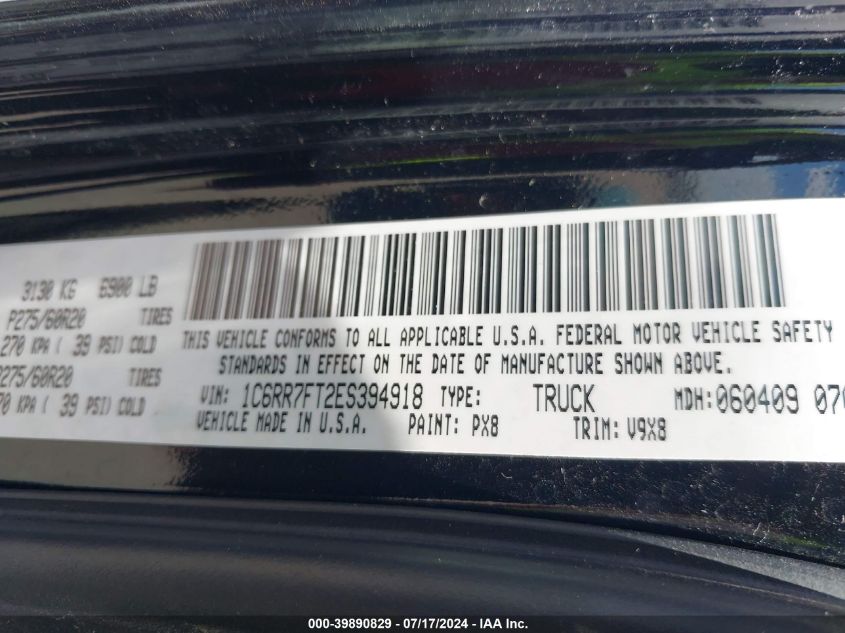 3130 KG 6900 LB
P275/60R20 TIRES
270 KPA ( 39 PSI) COLD
P275/60R20 TIRES
70 KPA ( 39 PSI) COLD
THIS VEHICLE CONFORMS TO ALL APPLICABLE U.S.A. FEDERAL MOTOR VEHICLE SAFETY
STANDARDS IN EFFECT ON THE DATE OF MANUFACTURE SHOWN ABOVE.
VIN: 1C6RR7FT2ES394918 TYPE: TRUCK MDH: 060409 070
VEHICLE MADE IN U.S.A. PAINT: PX8 TRIM: V9X8
000-39890829 - 07/17/2024 - IAA Inc.